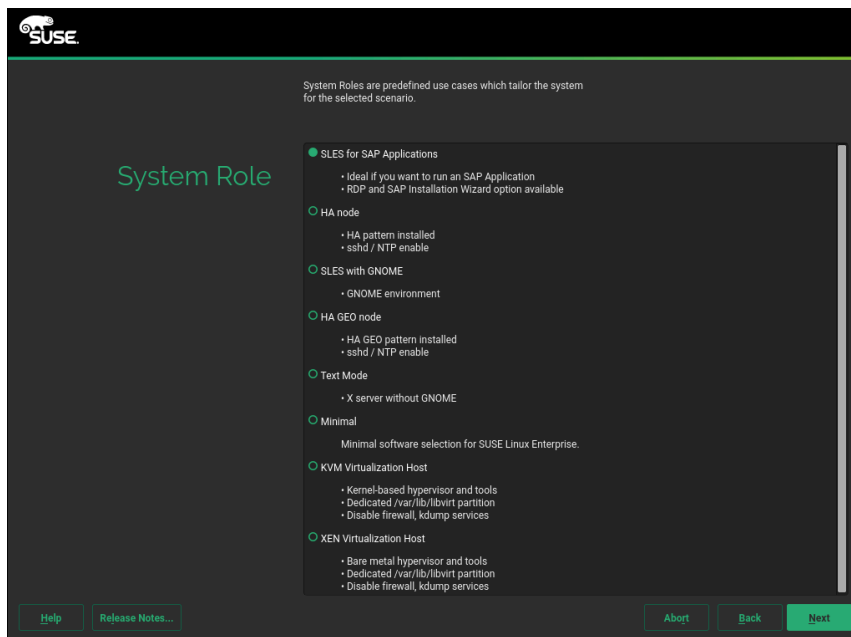 SUSE.
System Roles are predefined use cases which tailor the system
for the selected scenario.
System Role
SLES for SAP Applications
• Ideal if you want to run an SAP Application
• RDP and SAP Installation Wizard option available
HA node
• HA pattern installed
• sshd / NTP enable
SLES with GNOME
• GNOME environment
HA GEO node
• HA GEO pattern installed
• sshd / NTP enable
Text Mode
• X server without GNOME
Minimal
Minimal software selection for SUSE Linux Enterprise.
KVM Virtualization Host
• Kernel-based hypervisor and tools
• Dedicated /var/lib/libvirt partition
• Disable firewall, kdump services
XEN Virtualization Host
• Bare metal hypervisor and tools
• Dedicated /var/lib/libvirt partition
• Disable firewall, kdump services
Help Release Notes... Abort Back Next